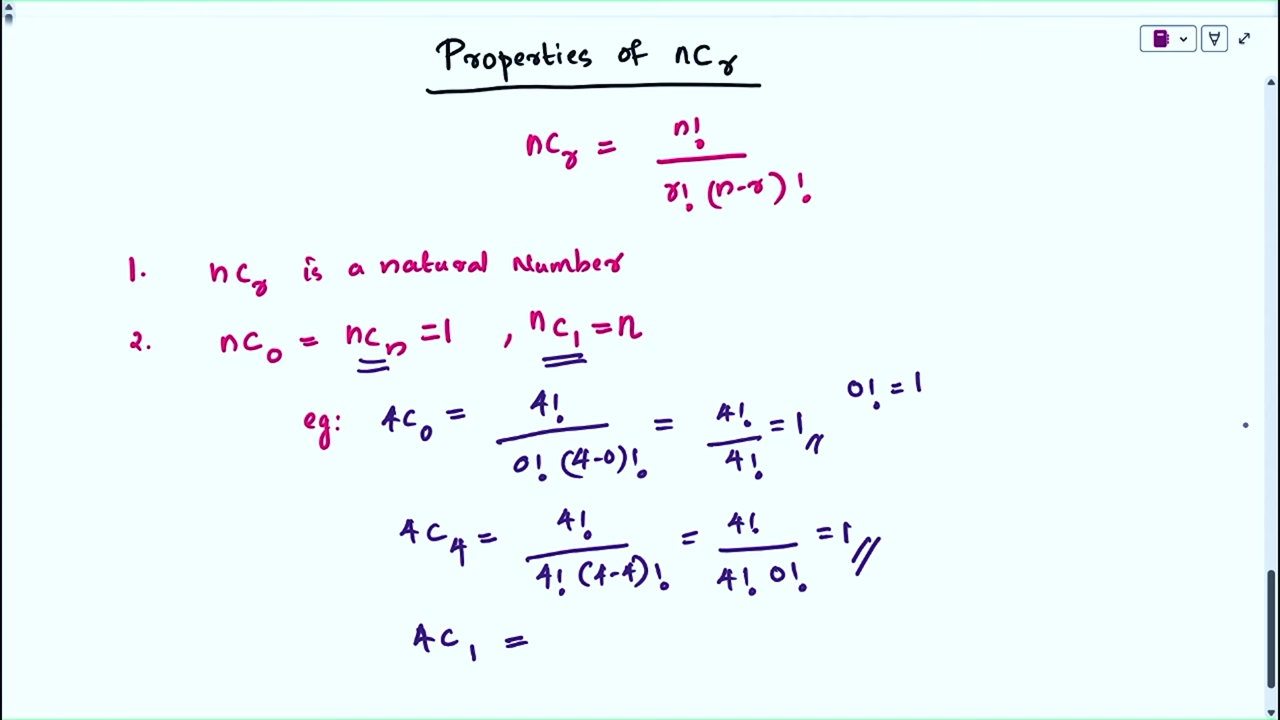 Properties of nCr
nCr = n! / r! (n-r)!
1. nCr is a natural Number
2. nC0 = nCn = 1 , nC1 = n
0! = 1
eg: 4C0 = 4! / 0! (4-0)! = 4! / 4! = 1//
4C4 = 4! / 4! (4-4)! = 4! / 4! 0! = 1//
4C1 =